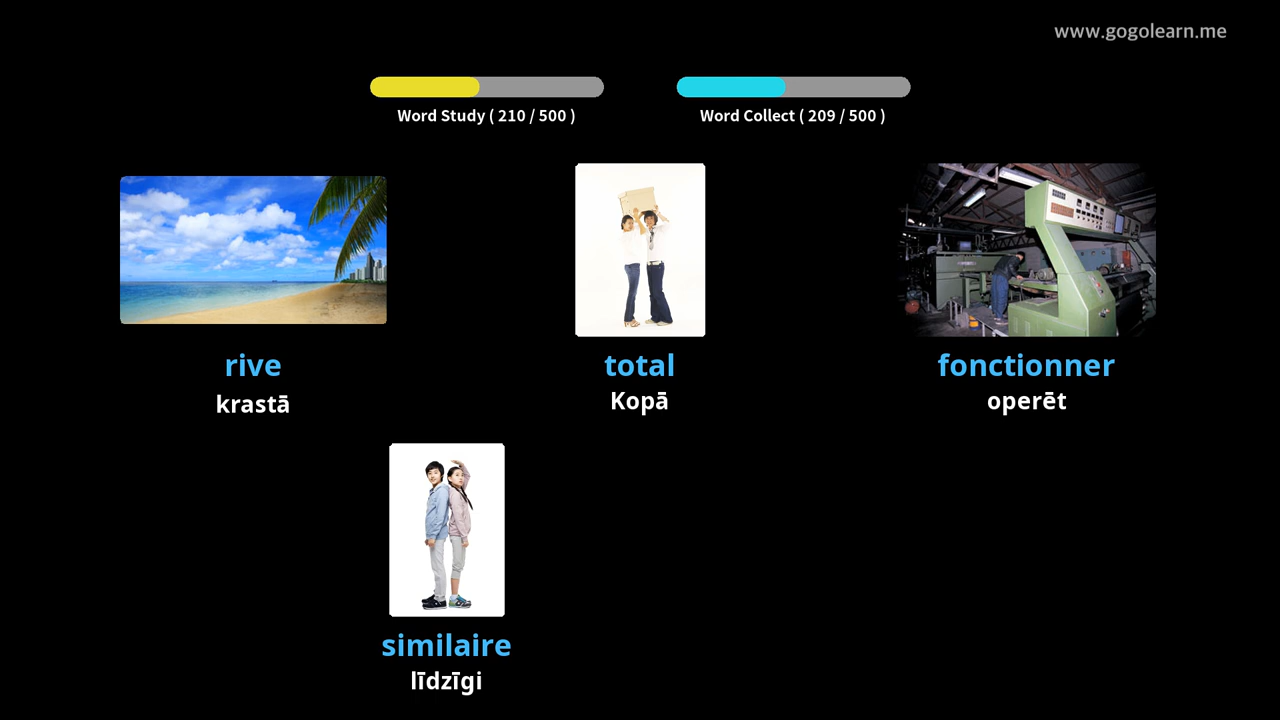 www.gogolearn.me
Word Study ( 210 / 500 )
Word Collect ( 209 / 500 )
rive
krastā
total
Kopā
fonctionner
operēt
similaire
līdzīgi